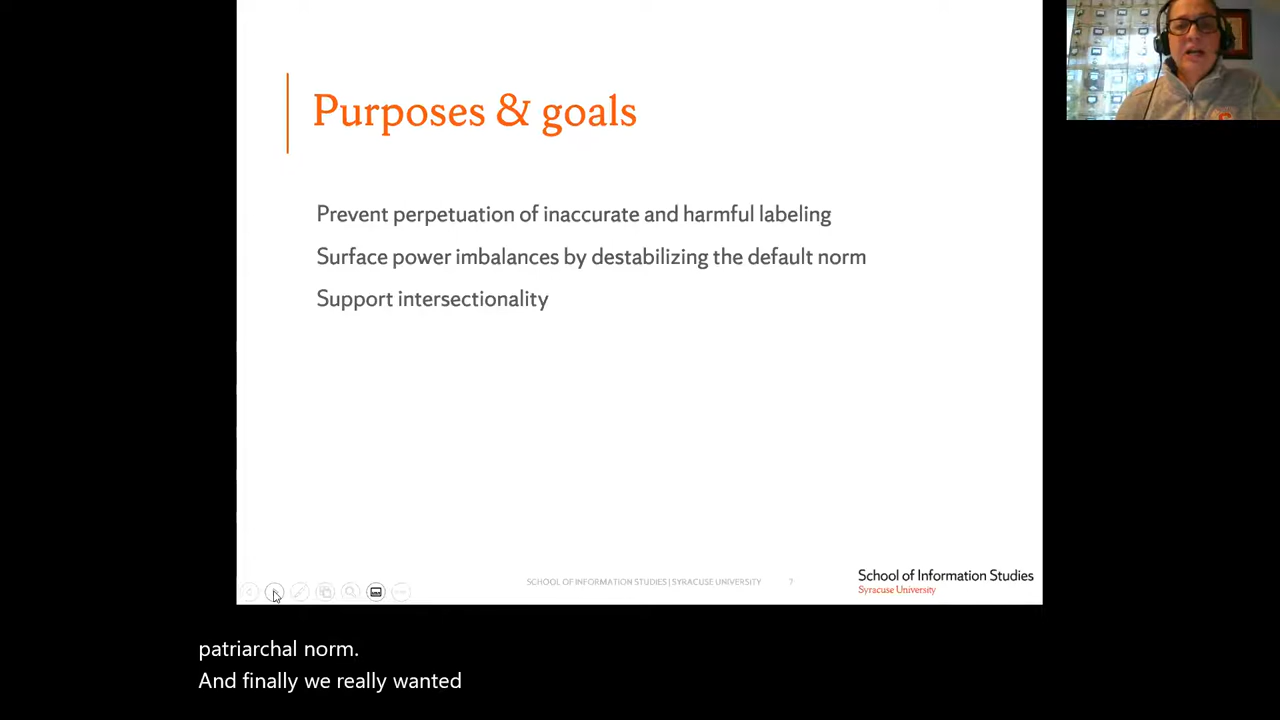 Purposes & goals
Prevent perpetuation of inaccurate and harmful labeling
Surface power imbalances by destabilizing the default norm
Support intersectionality
SCHOOL OF INFORMATION STUDIES | SYRACUSE UNIVERSITY 7
School of Information Studies
Syracuse University
patriarchal norm.
And finally we really wanted